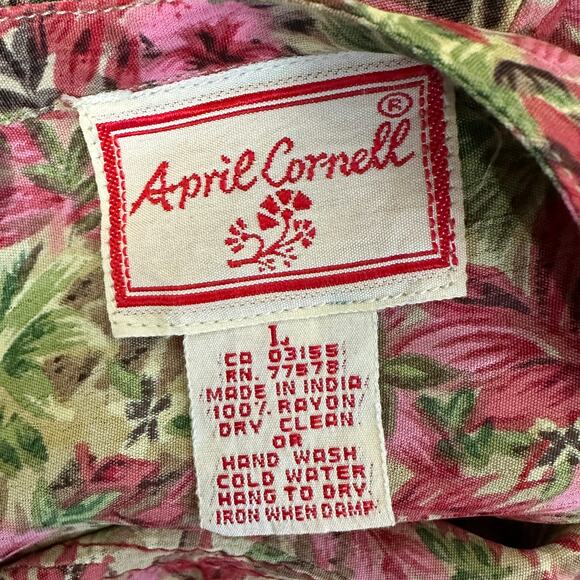 April Cornell ®
L
CA 03155
RN. 77578
MADE IN INDIA
100% RAYON
DRY CLEAN
OR
HAND WASH
COLD WATER
HANG TO DRY
IRON WHEN DAMP